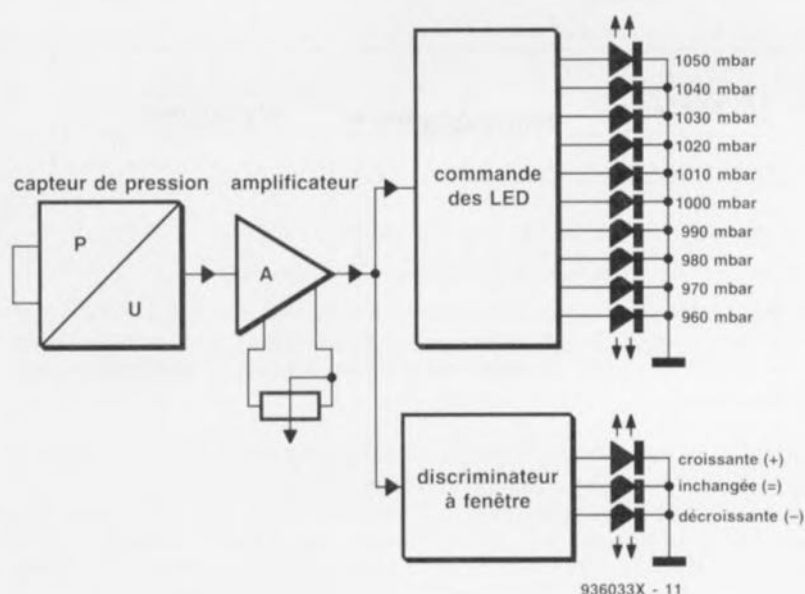 capteur de pression
P
U
amplificateur
A
commande
des LED
1050 mbar
1040 mbar
1030 mbar
1020 mbar
1010 mbar
1000 mbar
990 mbar
980 mbar
970 mbar
960 mbar
discriminateur
à fenêtre
croissante (+)
inchangée (=)
décroissante (–)
936033X - 11